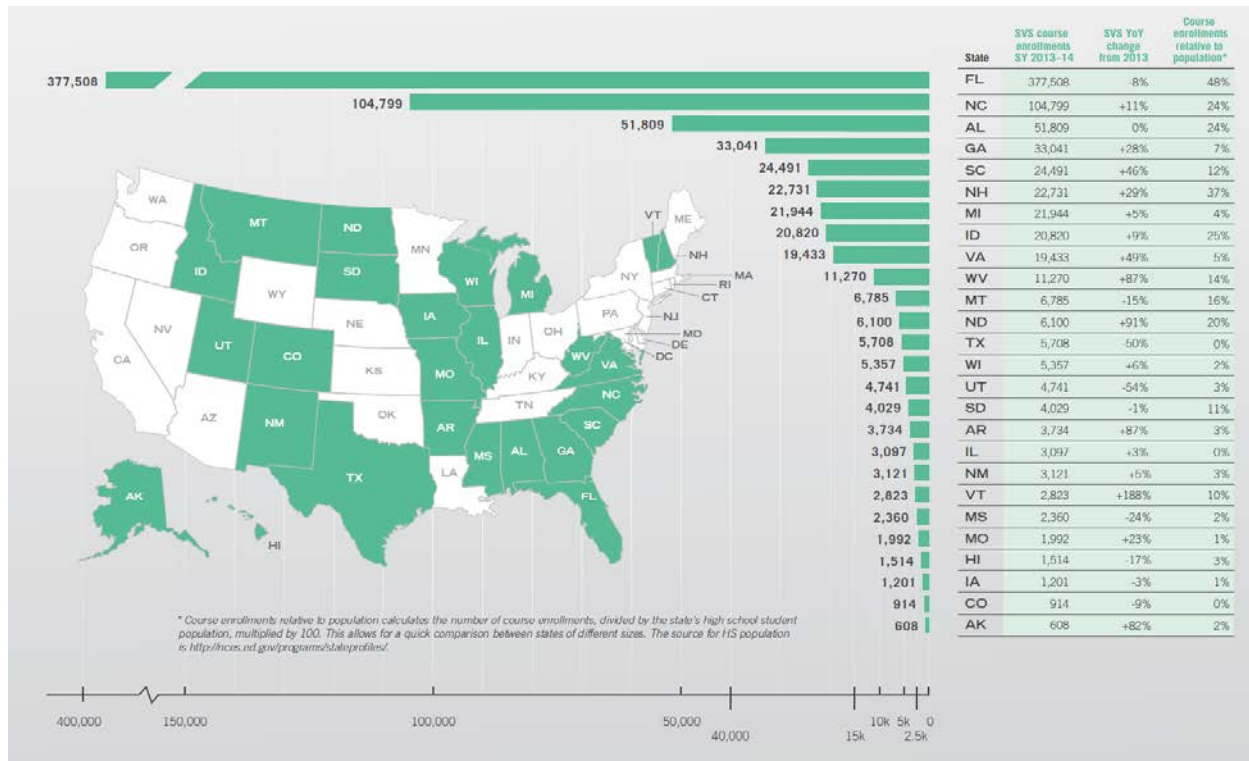 SVS course
enrollments
SY 2013–14
SVS YoY
change
from 2013
Course
enrollments
relative to
population*
State
FL 377,508 -8% 48%
NC 104,799 +11% 24%
AL 51,809 0% 24%
GA 33,041 +28% 7%
SC 24,491 +46% 12%
NH 22,731 +29% 37%
MI 21,944 +5% 4%
ID 20,820 +9% 25%
VA 19,433 +49% 5%
WV 11,270 +87% 14%
MT 6,785 -15% 16%
ND 6,100 +91% 20%
TX 5,708 -50% 0%
WI 5,357 +6% 2%
UT 4,741 -54% 3%
SD 4,029 -1% 11%
AR 3,734 +87% 3%
IL 3,097 +3% 0%
NM 3,121 +5% 3%
VT 2,823 +188% 10%
MS 2,360 -24% 2%
MO 1,992 +23% 1%
HI 1,514 -17% 3%
IA 1,201 -3% 1%
CO 914 -9% 0%
AK 608 +82% 2%
377,508
104,799
51,809
33,041
24,491
22,731
21,944
20,820
19,433
11,270
6,785
6,100
5,708
5,357
4,741
4,029
3,734
3,097
3,121
2,823
2,360
1,992
1,514
1,201
914
608
WA
OR
CA
NV
ID
MT
WY
UT
AZ
CO
NM
ND
SD
NE
KS
OK
TX
MN
IA
MO
AR
LA
WI
IL
MI
IN
OH
KY
TN
MS
AL
GA
FL
SC
NC
VA
WV
PA
NY
VT
ME
NH
MA
RI
CT
NJ
MD
DE
DC
AK
HI
* Course enrollments relative to population calculates the number of course enrollments, divided by the state's high school student
population, multiplied by 100. This allows for a quick comparison between states of different sizes. The source for HS population
is http://nces.ed.gov/programs/stateprofiles/.
400,000 150,000 100,000 50,000 10k 5k 0
40,000 15k 2.5k